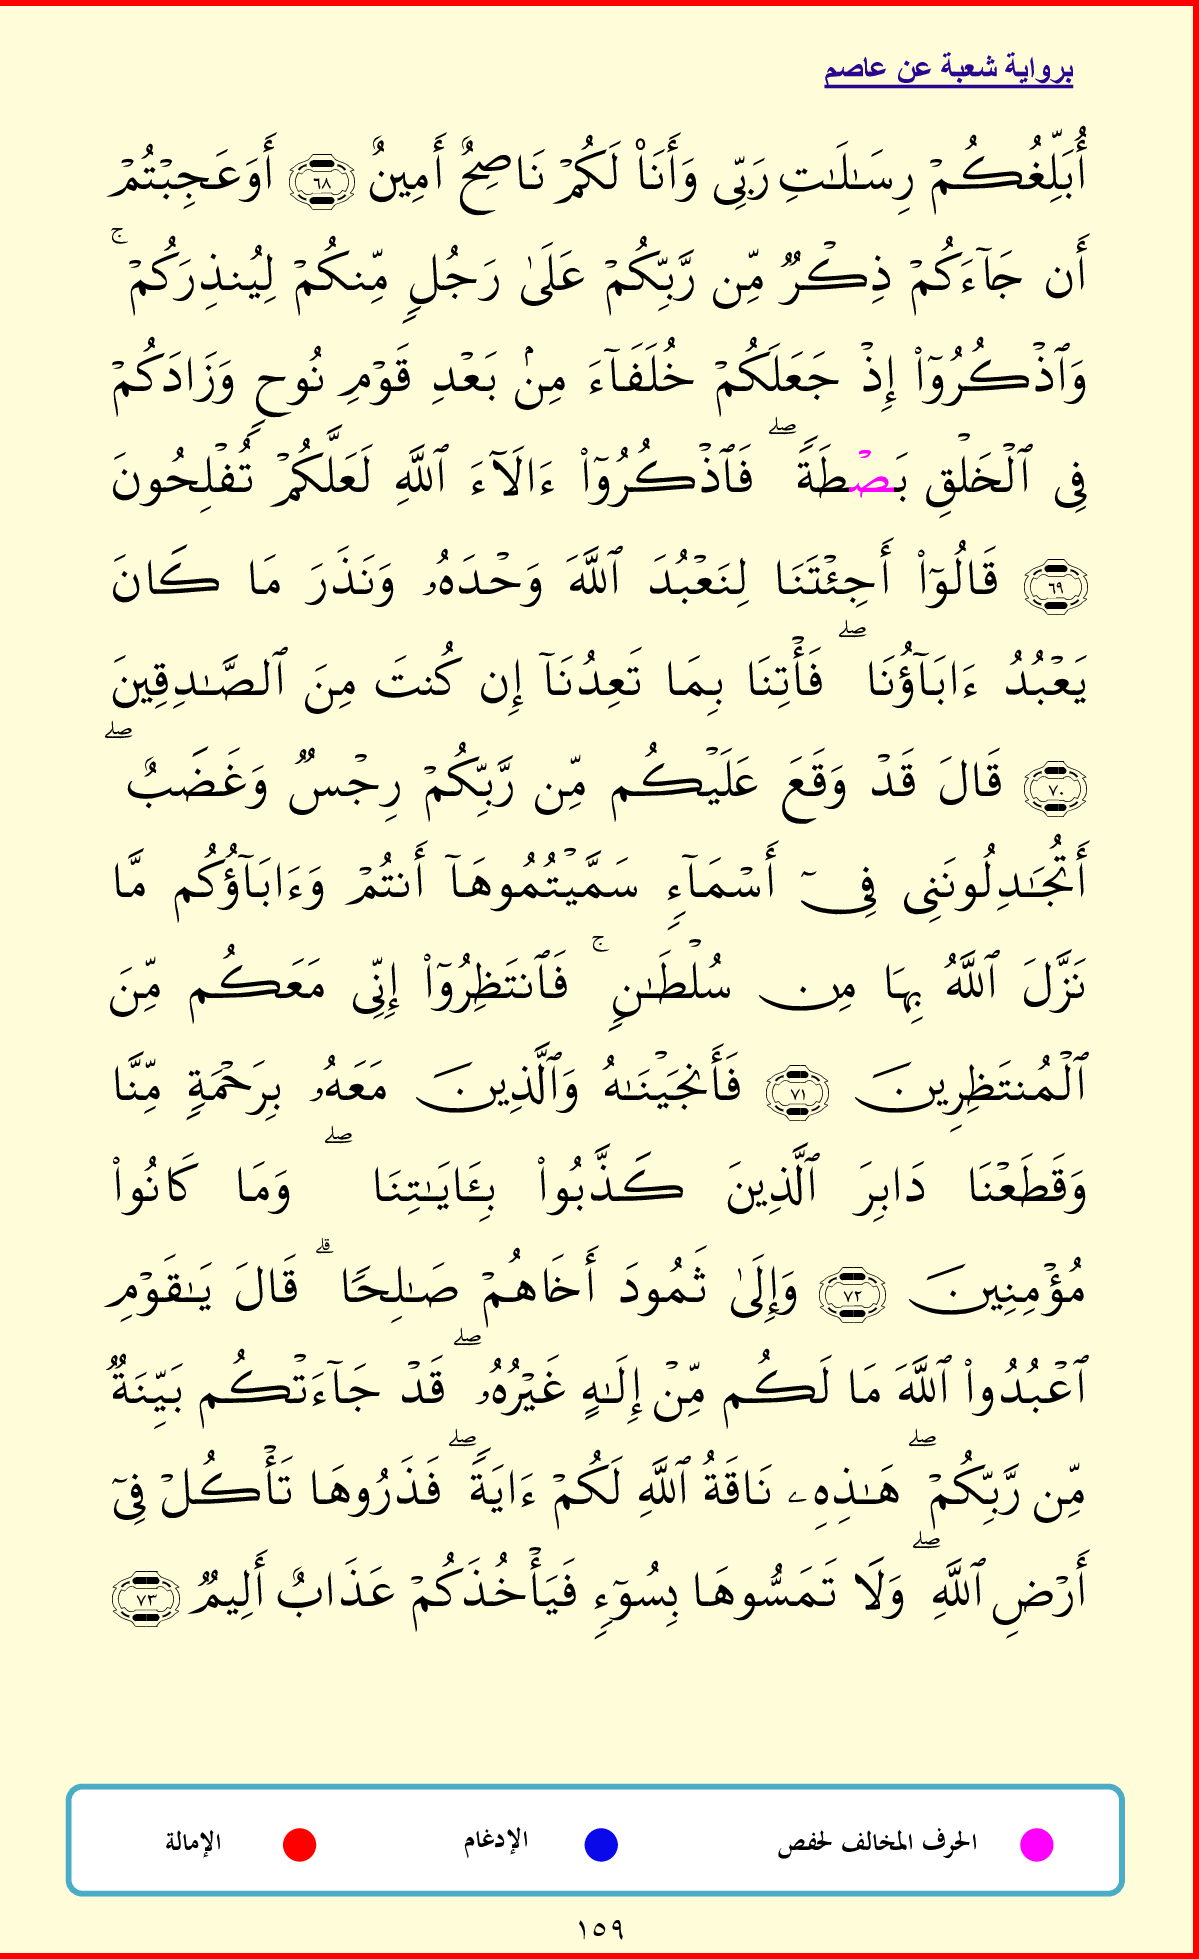 برواية شعبة عن عاصم
أُبَلِّغُكُمْ رِسَـٰلَـٰتِ رَبِّى وَأَنَا۠ لَكُمْ نَاصِحٌ أَمِينٌ ٦٨ أَوَعَجِبْتُمْ
أَن جَآءَكُمْ ذِكْرٌ مِّن رَّبِّكُمْ عَلَىٰ رَجُلٍ مِّنكُمْ لِيُنذِرَكُمْ ۚ
وَٱذْكُرُوٓا۟ إِذْ جَعَلَكُمْ خُلَفَآءَ مِنۢ بَعْدِ قَوْمِ نُوحٍ وَزَادَكُمْ
فِى ٱلْخَلْقِ بَصْطَةً ۖ فَٱذْكُرُوٓا۟ ءَالَآءَ ٱللَّهِ لَعَلَّكُمْ تُفْلِحُونَ
٦٩ قَالُوٓا۟ أَجِئْتَنَا لِنَعْبُدَ ٱللَّهَ وَحْدَهُۥ وَنَذَرَ مَا كَانَ
يَعْبُدُ ءَابَآؤُنَا ۖ فَأْتِنَا بِمَا تَعِدُنَآ إِن كُنتَ مِنَ ٱلصَّـٰدِقِينَ
٧٠ قَالَ قَدْ وَقَعَ عَلَيْكُم مِّن رَّبِّكُمْ رِجْسٌ وَغَضَبٌ ۖ
أَتُجَـٰدِلُونَنِى فِىٓ أَسْمَآءٍ سَمَّيْتُمُوهَآ أَنتُمْ وَءَابَآؤُكُم مَّا
نَزَّلَ ٱللَّهُ بِهَا مِن سُلْطَـٰنٍ ۚ فَٱنتَظِرُوٓا۟ إِنِّى مَعَكُم مِّنَ
ٱلْمُنتَظِرِينَ ٧١ فَأَنجَيْنَـٰهُ وَٱلَّذِينَ مَعَهُۥ بِرَحْمَةٍ مِّنَّا
وَقَطَعْنَا دَابِرَ ٱلَّذِينَ كَذَّبُوا۟ بِـَٔايَـٰتِنَا ۖ وَمَا كَانُوا۟
مُؤْمِنِينَ ٧٢ وَإِلَىٰ ثَمُودَ أَخَاهُمْ صَـٰلِحًا ۗ قَالَ يَـٰقَوْمِ
ٱعْبُدُوا۟ ٱللَّهَ مَا لَكُم مِّنْ إِلَـٰهٍ غَيْرُهُۥ ۖ قَدْ جَآءَتْكُم بَيِّنَةٌ
مِّن رَّبِّكُمْ ۖ هَـٰذِهِۦ نَاقَةُ ٱللَّهِ لَكُمْ ءَايَةً ۖ فَذَرُوهَا تَأْكُلْ فِىٓ
أَرْضِ ٱللَّهِ ۖ وَلَا تَمَسُّوهَا بِسُوٓءٍ فَيَأْخُذَكُمْ عَذَابٌ أَلِيمٌ ٧٣
الحرف المخالف لحفص الإدغام الإمالة
١٥٩